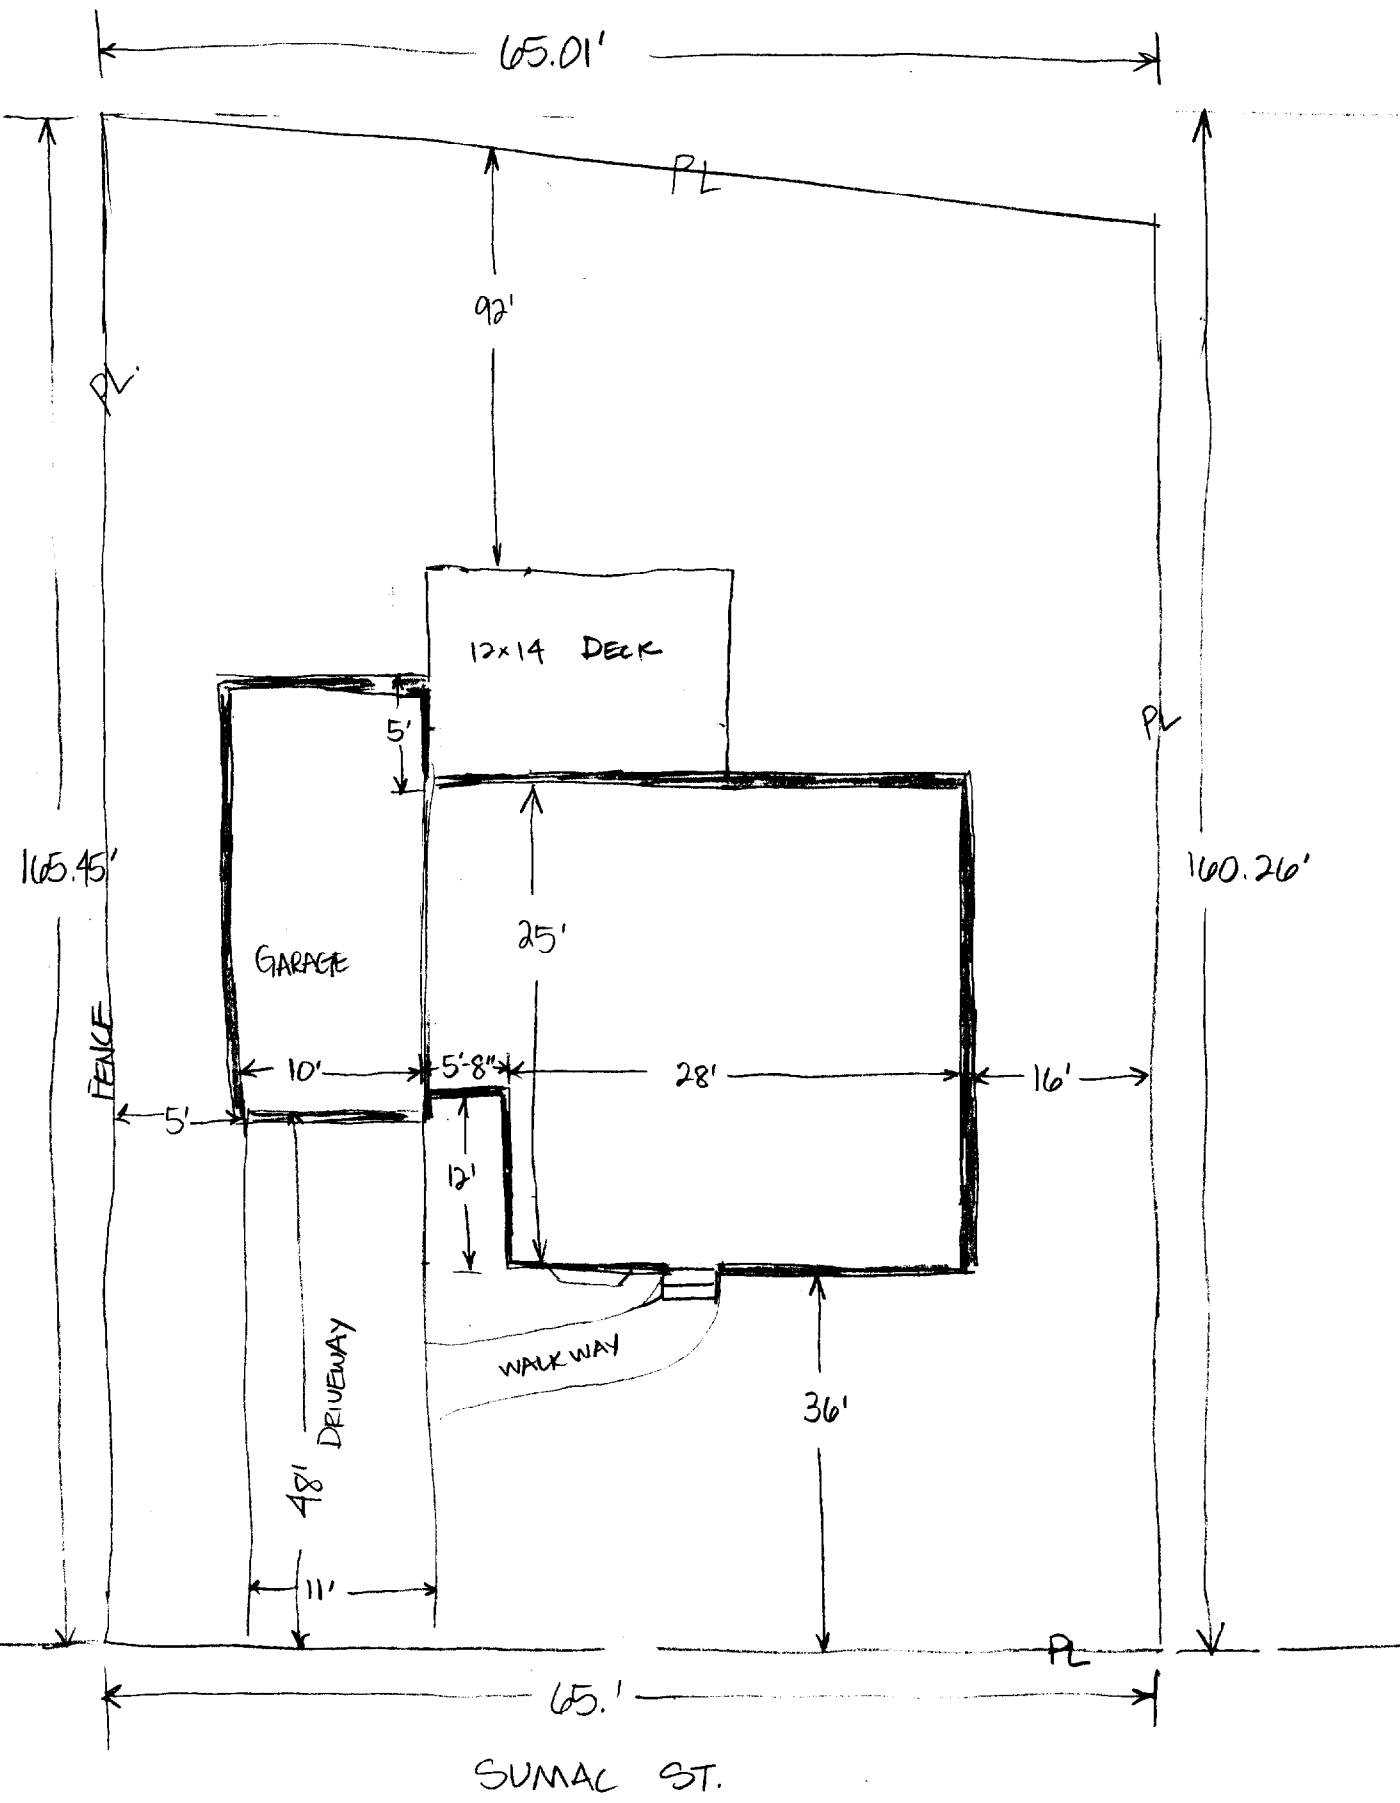 65.01'
PL
92'
PL.
12x14 DECK
5'
PL
165.45'
160.26'
25'
GARAGE
FENCE
10'
5'-8"
28'
16'
5'
12'
WALKWAY
DRIVEWAY
36'
48'
11'
PL
65.'
SUMAC ST.